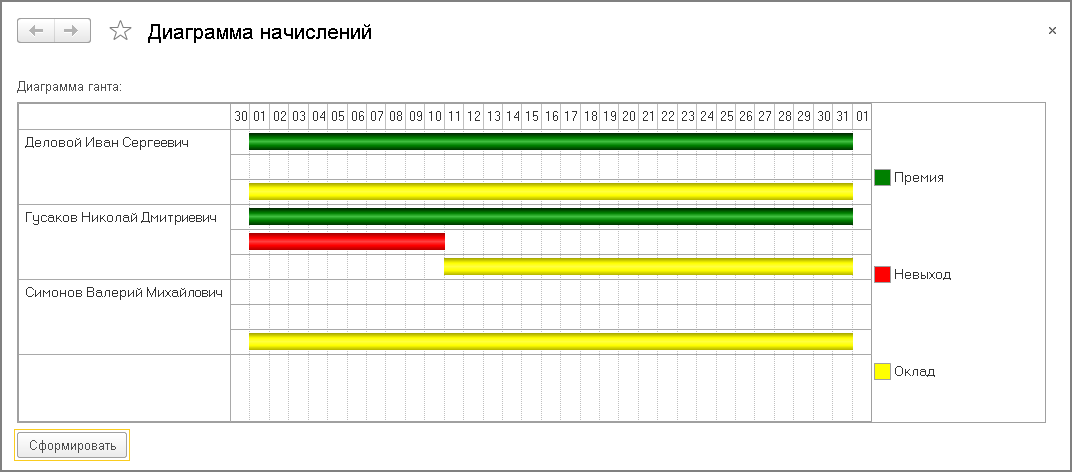 Диаграмма начислений
Диаграмма ганта:
30 01 02 03 04 05 06 07 08 09 10 11 12 13 14 15 16 17 18 19 20 21 22 23 24 25 26 27 28 29 30 31 01
Деловой Иван Сергеевич
Премия
Гусаков Николай Дмитриевич
Невыход
Симонов Валерий Михайлович
Оклад
Сформировать